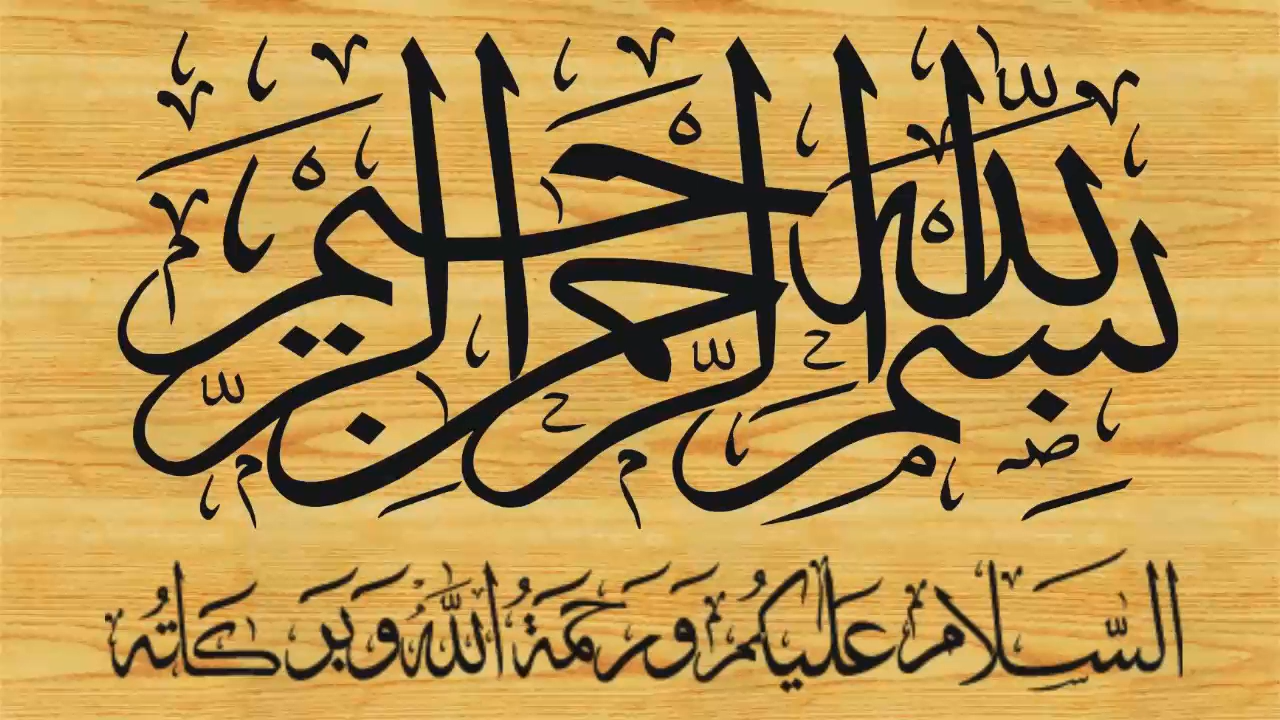 بِسْمِ اللّٰهِ الرَّحْمٰنِ الرَّحِيْمِ
السَّلَامُ عَلَيْكُمْ وَرَحْمَةُ اللّٰهِ وَبَرَكَاتُهُ